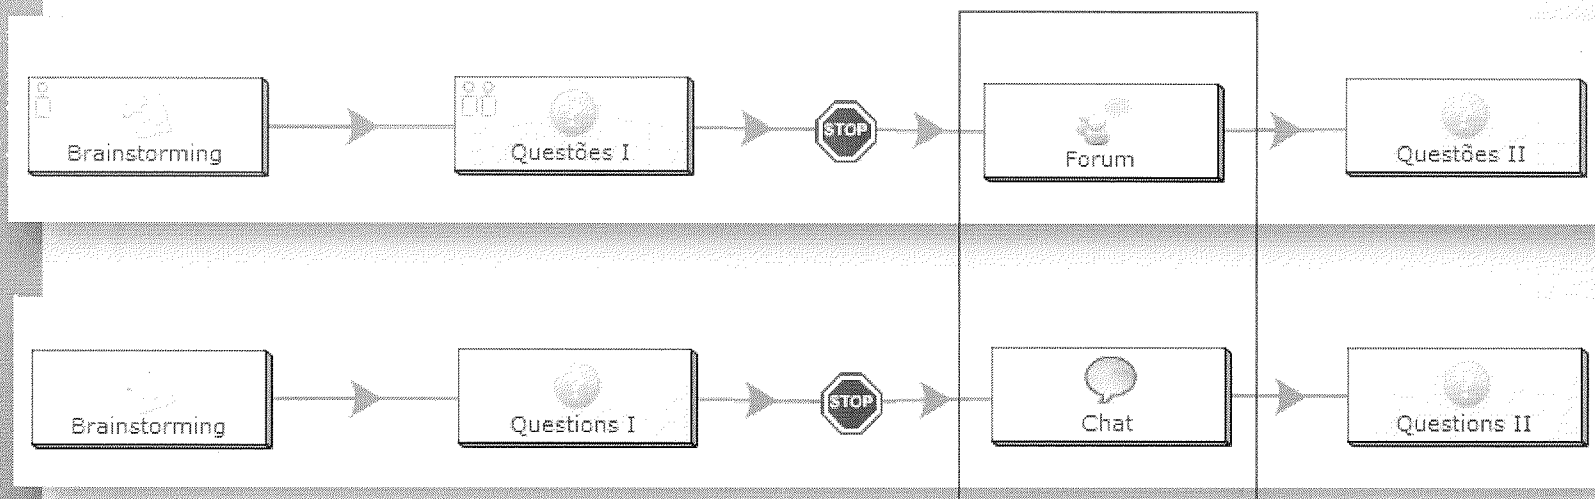 Brainstorming
Questões I
STOP
Forum
Questões II
Brainstorming
Questions I
STOP
Chat
Questions II